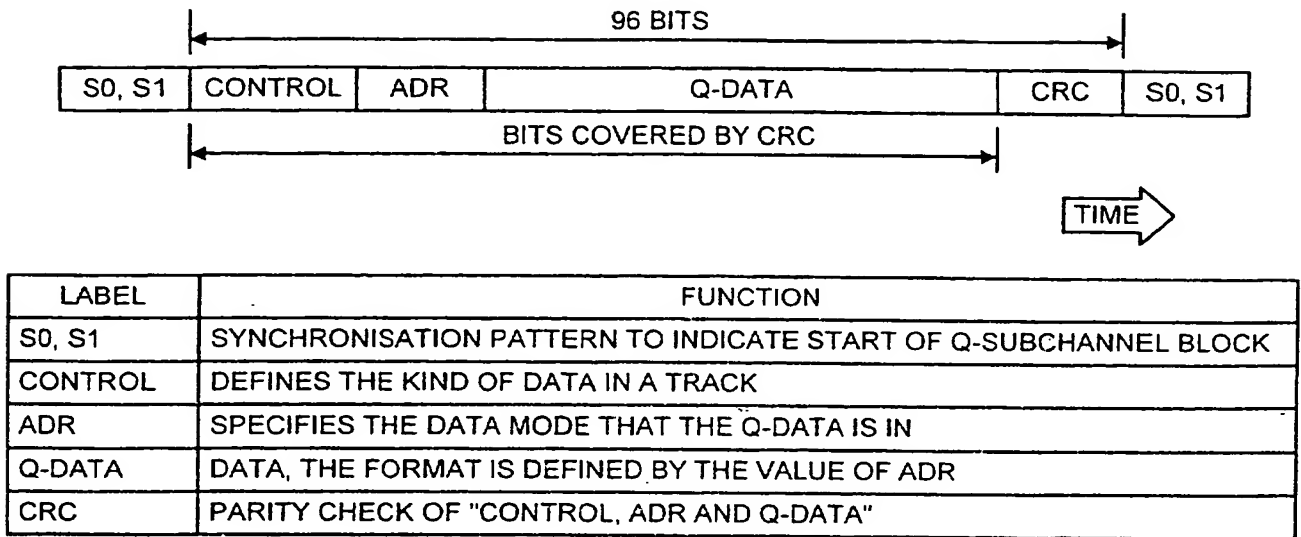 96 BITS
S0, S1 CONTROL ADR Q-DATA CRC S0, S1
BITS COVERED BY CRC
TIME
LABEL FUNCTION
S0, S1 SYNCHRONISATION PATTERN TO INDICATE START OF Q-SUBCHANNEL BLOCK
CONTROL DEFINES THE KIND OF DATA IN A TRACK
ADR SPECIFIES THE DATA MODE THAT THE Q-DATA IS IN
Q-DATA DATA, THE FORMAT IS DEFINED BY THE VALUE OF ADR
CRC PARITY CHECK OF "CONTROL, ADR AND Q-DATA"